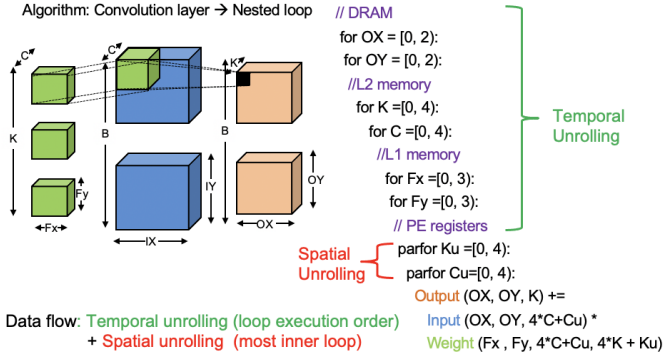 Algorithm: Convolution layer → Nested loop
// DRAM
for OX = [0, 2):
for OY = [0, 2):
//L2 memory
for K = [0, 4):
for C =[0, 4):
//L1 memory
for Fx = [0, 3):
for Fy = [0, 3):
// PE registers
parfor Ku =[0, 4):
parfor Cu=[0, 4):
Output (OX, OY, K) +=
Input (OX, OY, 4*C+Cu) *
Weight (Fx , Fy, 4*C+Cu, 4*K + Ku)
Temporal
Unrolling
Spatial
Unrolling
C
C
K
K
B
B
Fy
Fx
IY
IX
OY
OX
Data flow: Temporal unrolling (loop execution order)
+ Spatial unrolling (most inner loop)